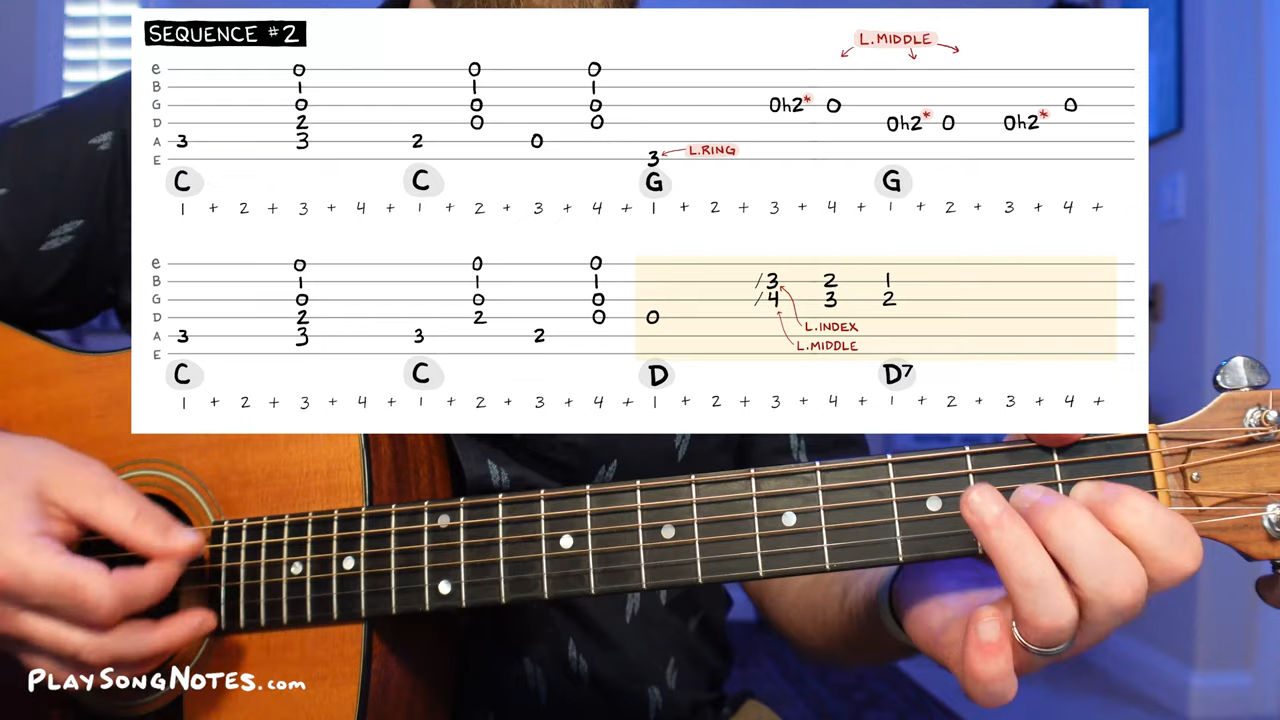 SEQUENCE #2
L.MIDDLE
e 0 0 0
B 1 1 1
G 0 0 0 0h2* 0 0
D 2 0 0 0h2* 0 0h2*
A 3 3 2 0
E 3 L.RING
C C G G
1 + 2 + 3 + 4 + 1 + 2 + 3 + 4 + 1 + 2 + 3 + 4 + 1 + 2 + 3 + 4 +
e 0 0 0
B 1 1 1 /3 2 1
G 0 0 0 /4 3 2
D 2 2 0 0
A 3 3 3 2
E
L.INDEX
L.MIDDLE
C C D D7
1 + 2 + 3 + 4 + 1 + 2 + 3 + 4 + 1 + 2 + 3 + 4 + 1 + 2 + 3 + 4 +
PLAYSONGNOTES.COM